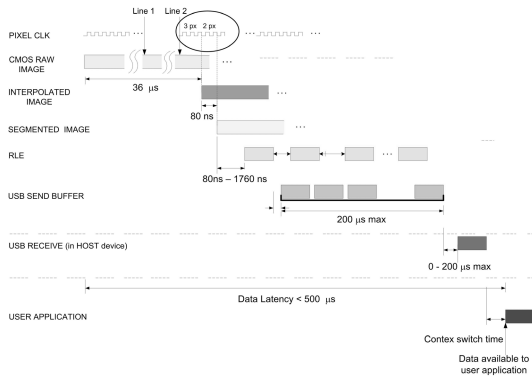 Line 1 Line 2
PIXEL CLK
3 px 2 px
...
...
CMOS RAW
IMAGE
...
36 μs
INTERPOLATED
IMAGE
...
80 ns
SEGMENTED IMAGE
...
RLE
...
80ns – 1760 ns
USB SEND BUFFER
200 μs max
USB RECEIVE (in HOST device)
0 - 200 μs max
Data Latency < 500 μs
USER APPLICATION
Contex switch time
Data available to
user application